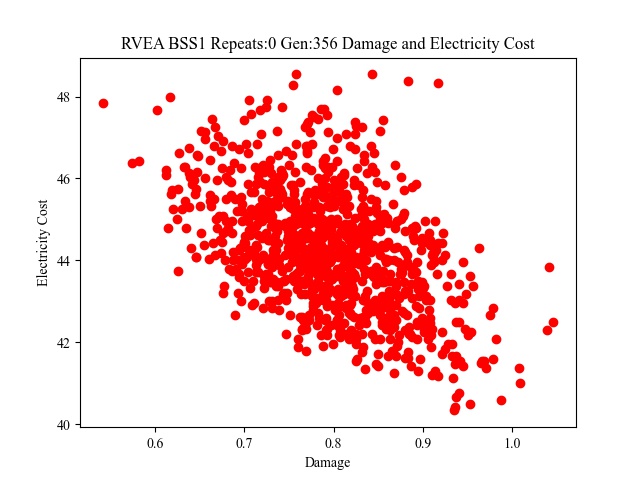 RVEA BSS1 Repeats:0 Gen:356 Damage and Electricity Cost
48
46
44
42
40
Electricity Cost
0.6 0.7 0.8 0.9 1.0
Damage